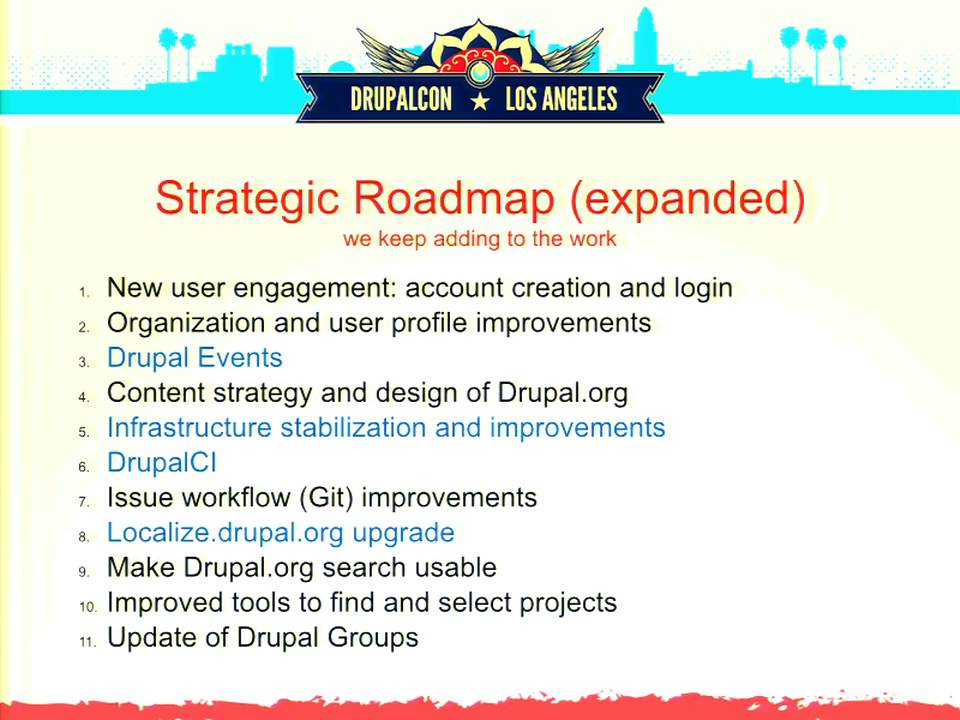 DRUPALCON ★ LOS ANGELES
Strategic Roadmap (expanded)
we keep adding to the work
1. New user engagement: account creation and login
2. Organization and user profile improvements
3. Drupal Events
4. Content strategy and design of Drupal.org
5. Infrastructure stabilization and improvements
6. DrupalCI
7. Issue workflow (Git) improvements
8. Localize.drupal.org upgrade
9. Make Drupal.org search usable
10. Improved tools to find and select projects
11. Update of Drupal Groups